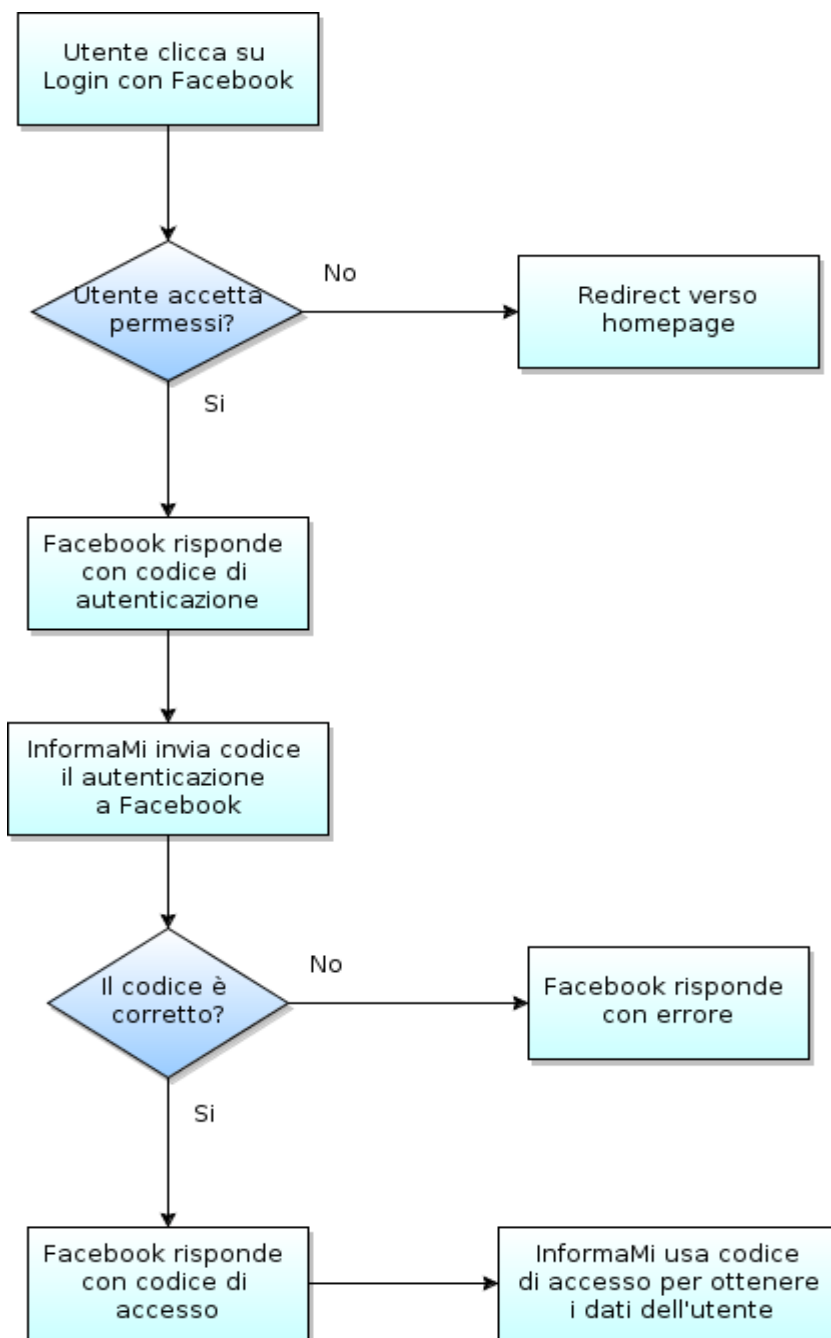 Utente clicca su
Login con Facebook
Utente accetta
permessi?
No
Redirect verso
homepage
Si
Facebook risponde
con codice di
autenticazione
InformaMi invia codice
il autenticazione
a Facebook
Il codice è
corretto?
No
Facebook risponde
con errore
Si
Facebook risponde
con codice di
accesso
InformaMi usa codice
di accesso per ottenere
i dati dell'utente